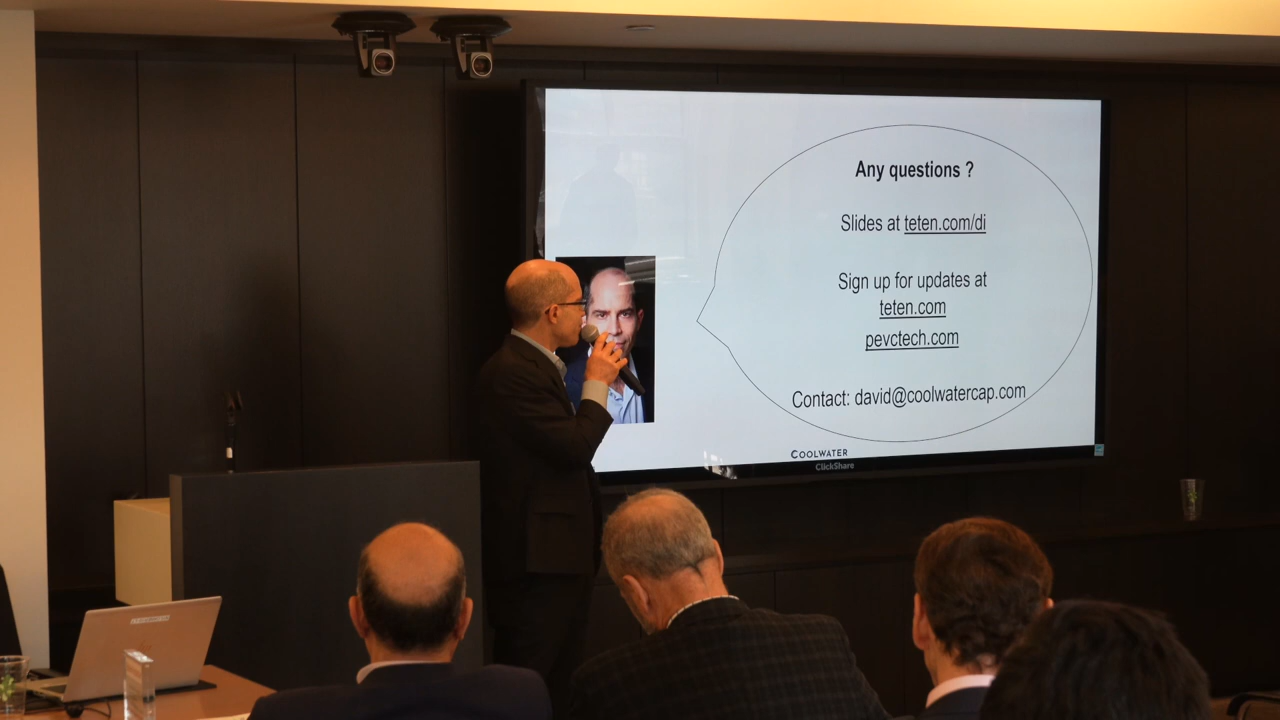 Any questions ?
Slides at teten.com/di
Sign up for updates at
teten.com
pevctech.com
Contact: david@coolwatercap.com
COOLWATER
ClickShare